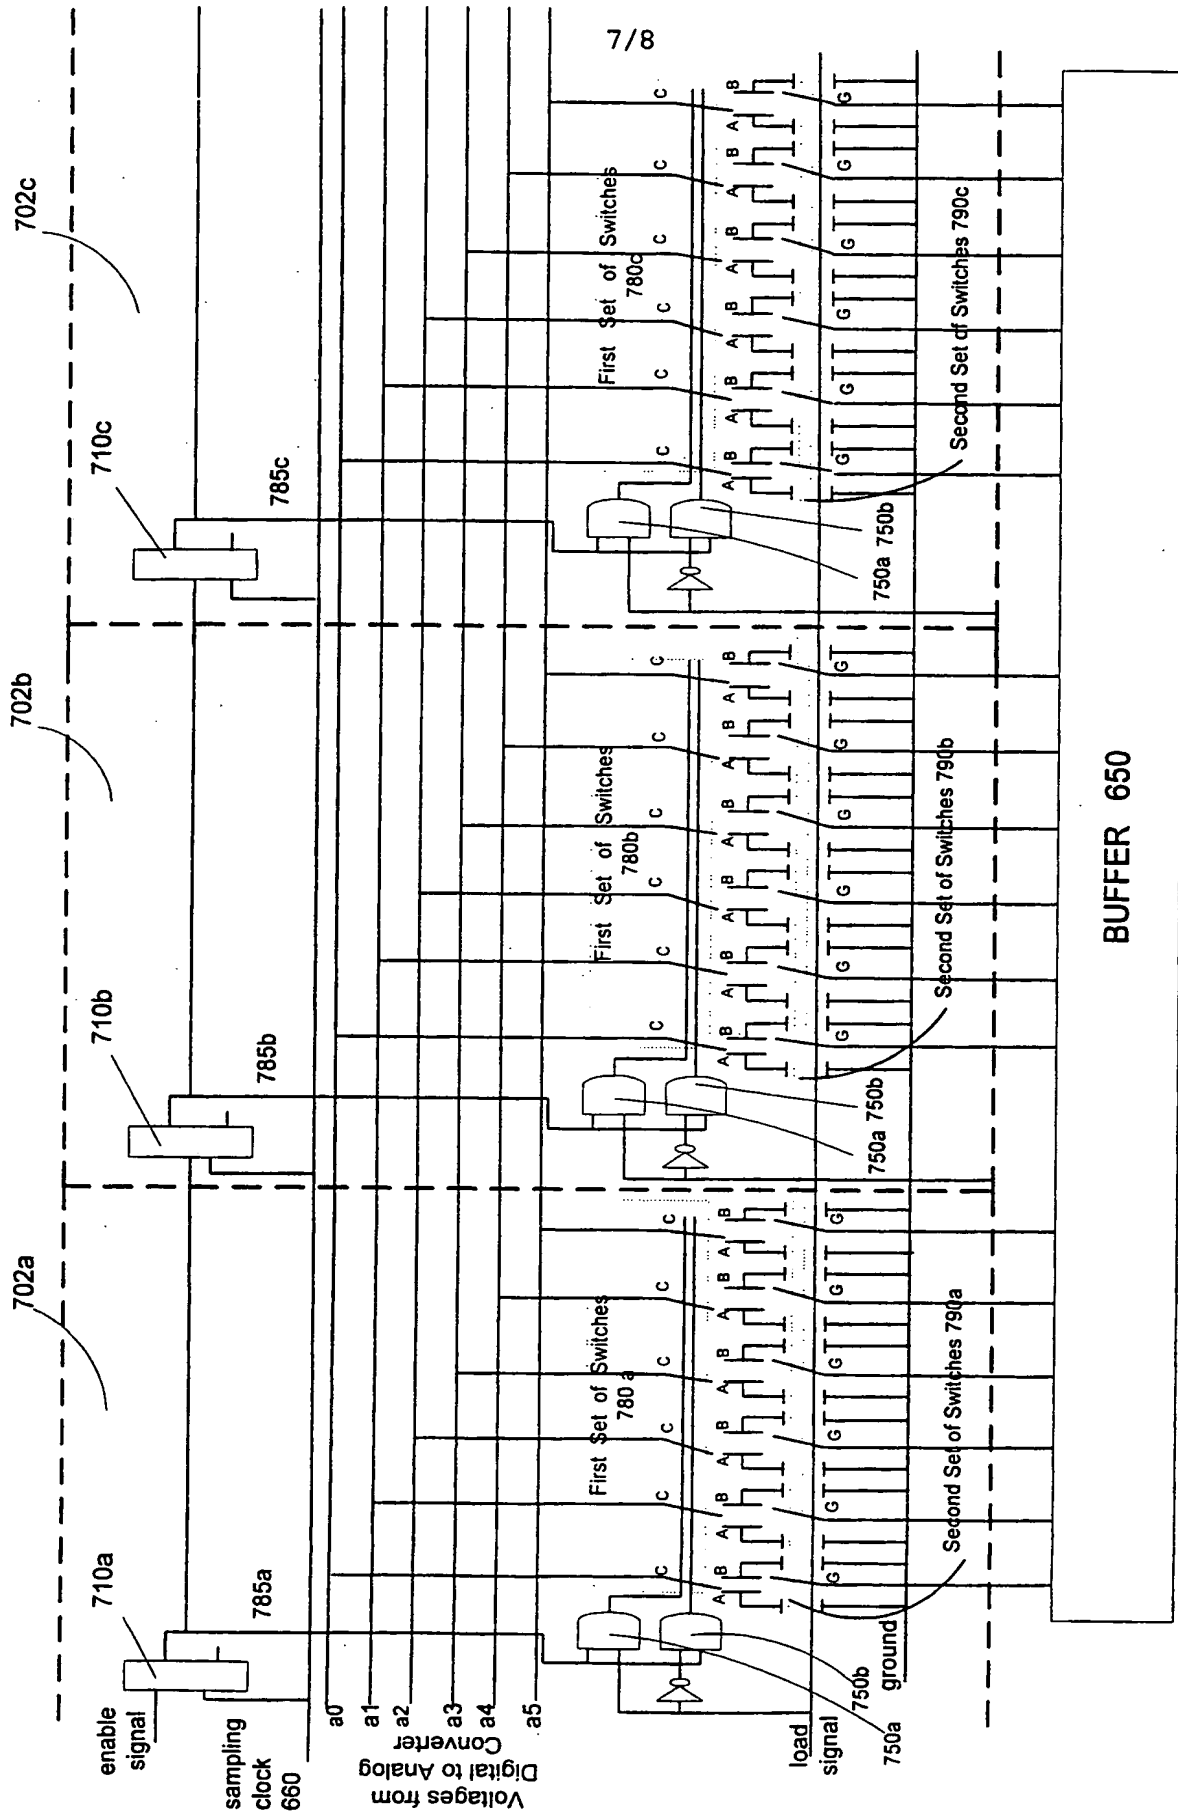 7/8
702a
702b
702c
710a
710b
710c
785a
785b
785c
enable
signal
sampling
clock
660
a0
a1
a2
a3
a4
a5
Voltages from
Digital to Analog
Converter
First Set of Switches
780 a
First Set of Switches
780b
First Set of Switches
780c
C C C C C C
C C C C C C
C C C C C C
A B A B A B A B A B A B
A B A B A B A B A B A B
A B A B A B A B A B A B
G G G G G G
G G G G G G
G G G G G G
750a
750b
750a
750b
750a
750b
load
signal
ground
Second Set of Switches 790a
Second Set of Switches 790b
Second Set of Switches 790c
BUFFER 650